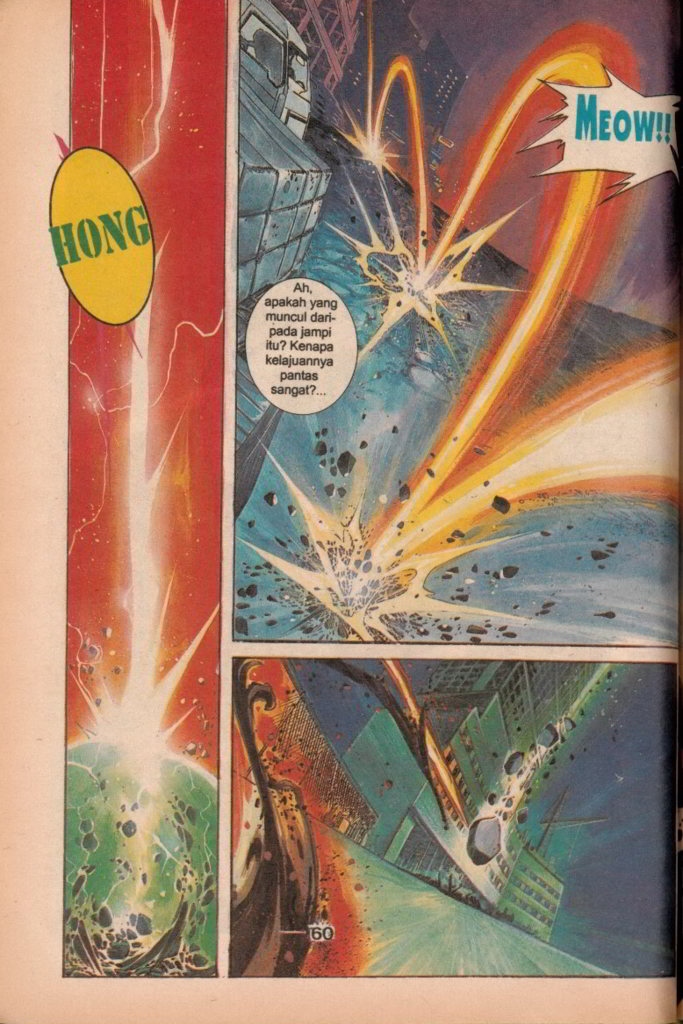 HONG
MEOW!!
Ah,
apakah yang
muncul dari-
pada jampi
itu? Kenapa
kelajuannya
pantas
sangat?...
60